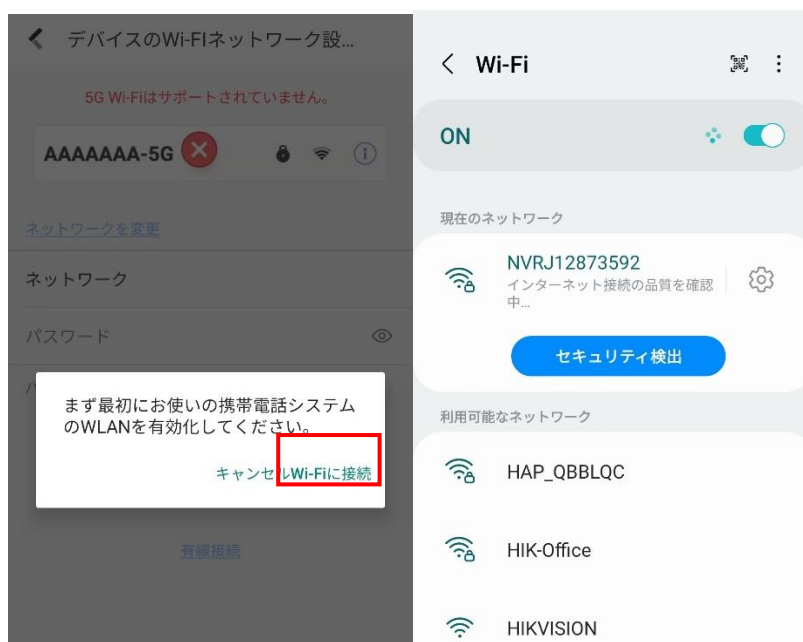 デバイスのWi-FIネットワーク設...
5G Wi-Fiはサポートされていません。
AAAAAAA-5G
ネットワークを変更
ネットワーク
パスワード
まず最初にお使いの携帯電話システム
のWLANを有効化してください。
キャンセルWi-Fiに接続
有線接続
Wi-Fi
ON
現在のネットワーク
NVRJ12873592
インターネット接続の品質を確認
中...
セキュリティ検出
利用可能なネットワーク
HAP_QBBLQC
HIK-Office
HIKVISION